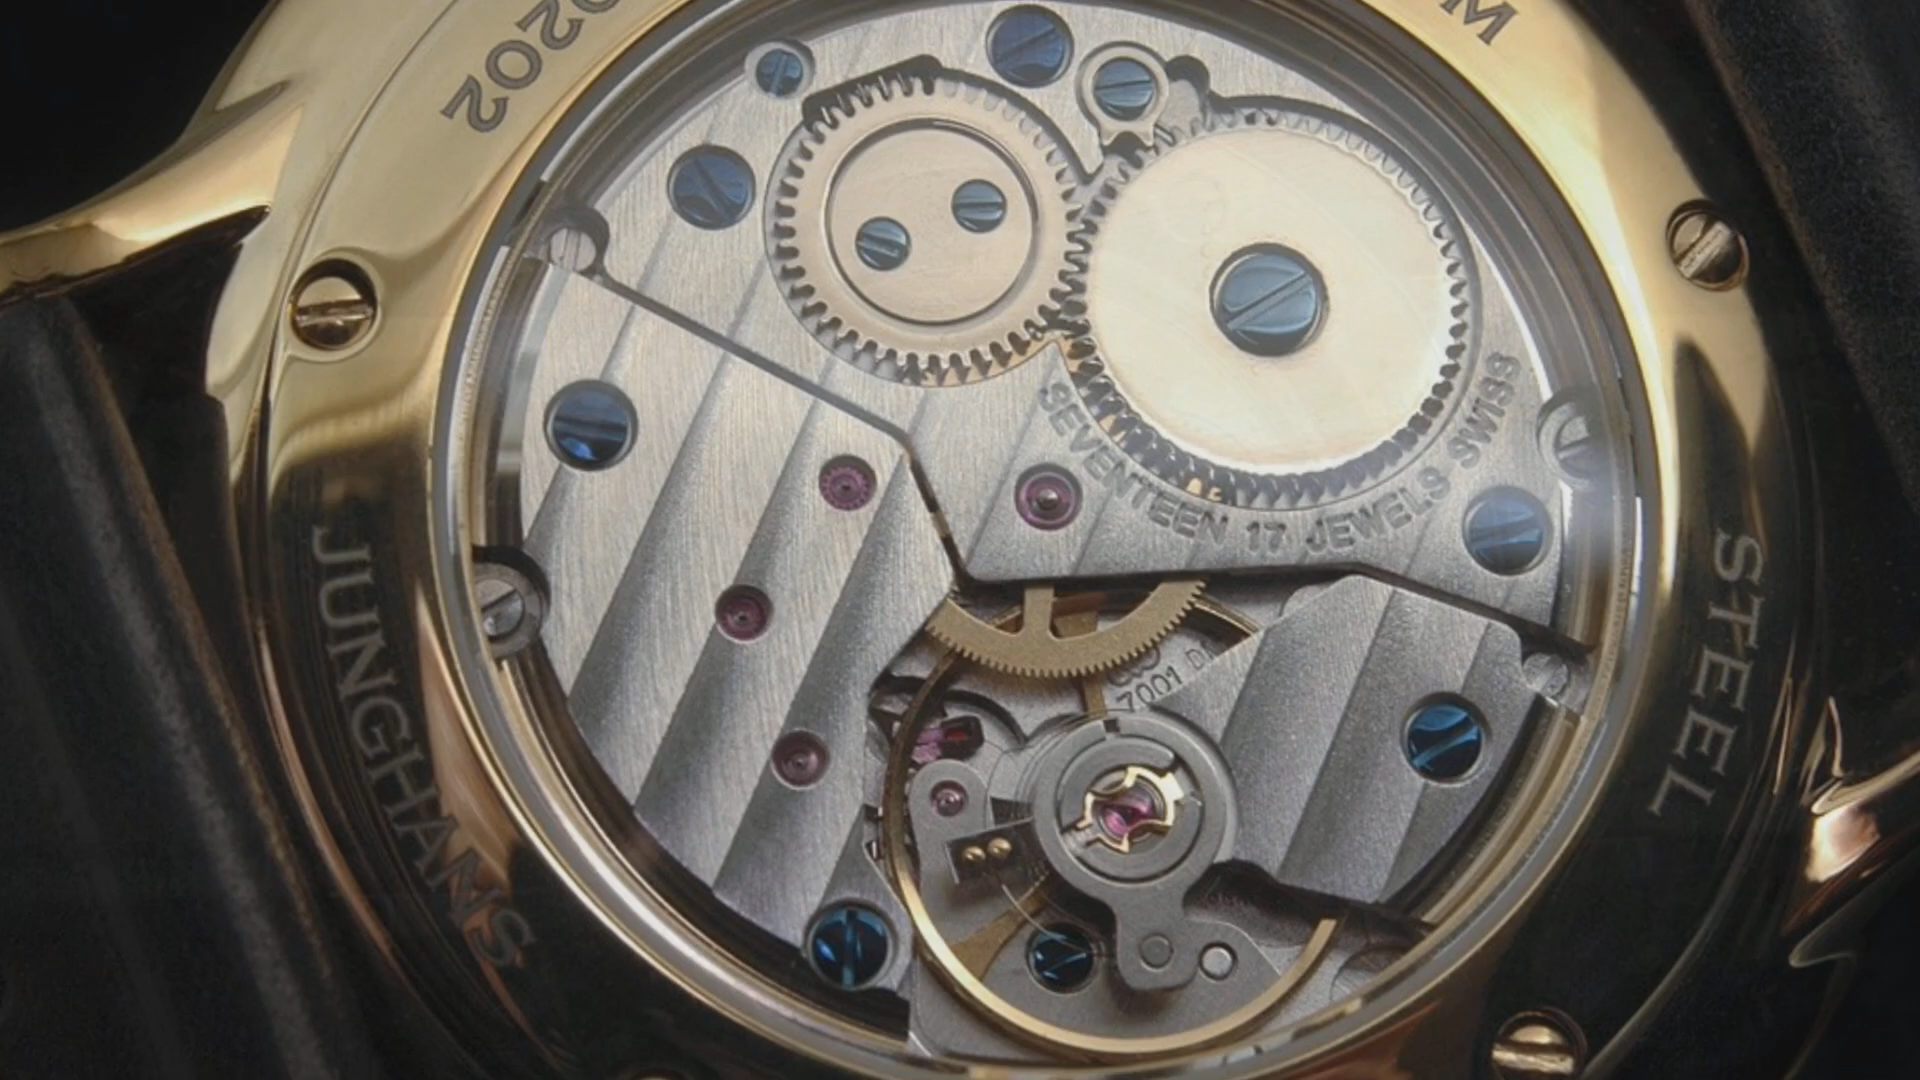 0202
M
SEVENTEEN 17 JEWELS SWISS
7001
JUNGHANS
STEEL